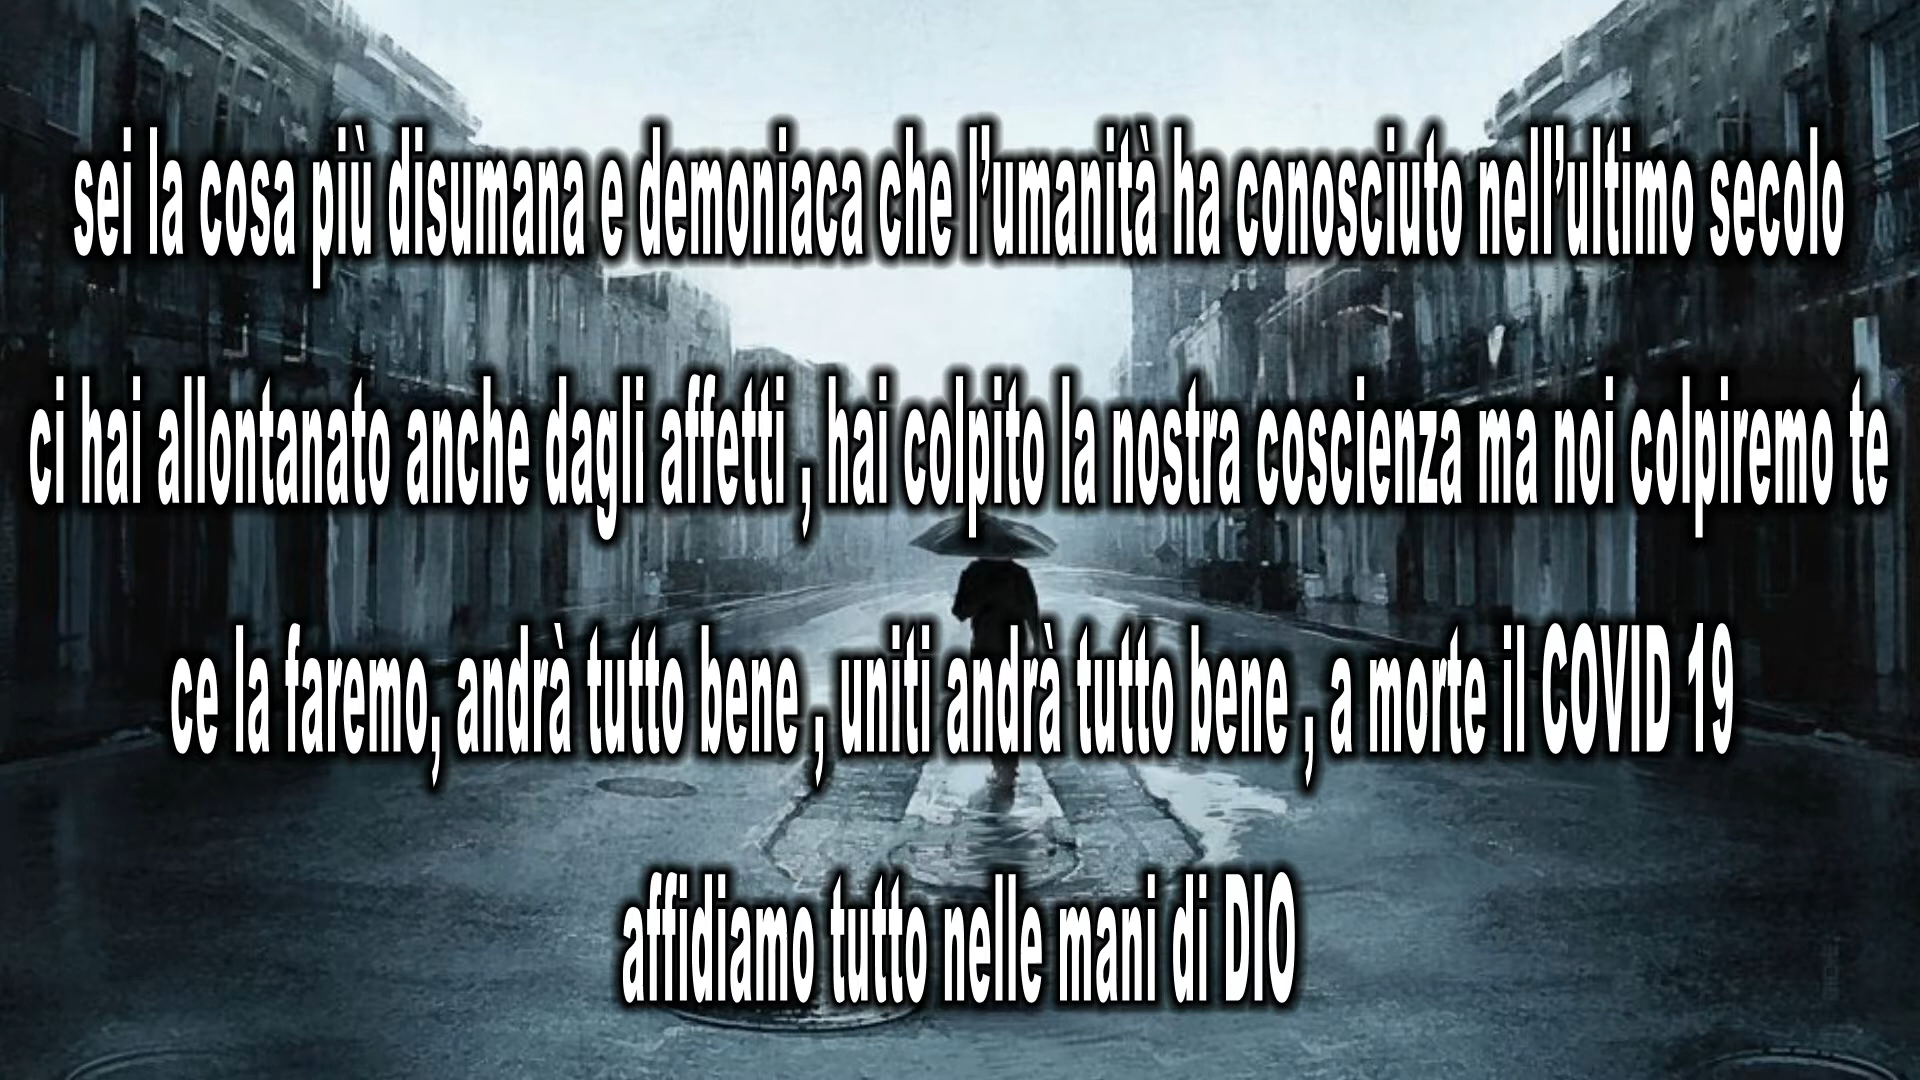 sei la cosa più disumana e demoniaca che l'umanità ha conosciuto nell'ultimo secolo
ci hai allontanato anche dagli affetti , hai colpito la nostra coscienza ma noi colpiremo te
ce la faremo, andrà tutto bene , uniti andrà tutto bene , a morte il COVID 19
affidiamo tutto nelle mani di DIO